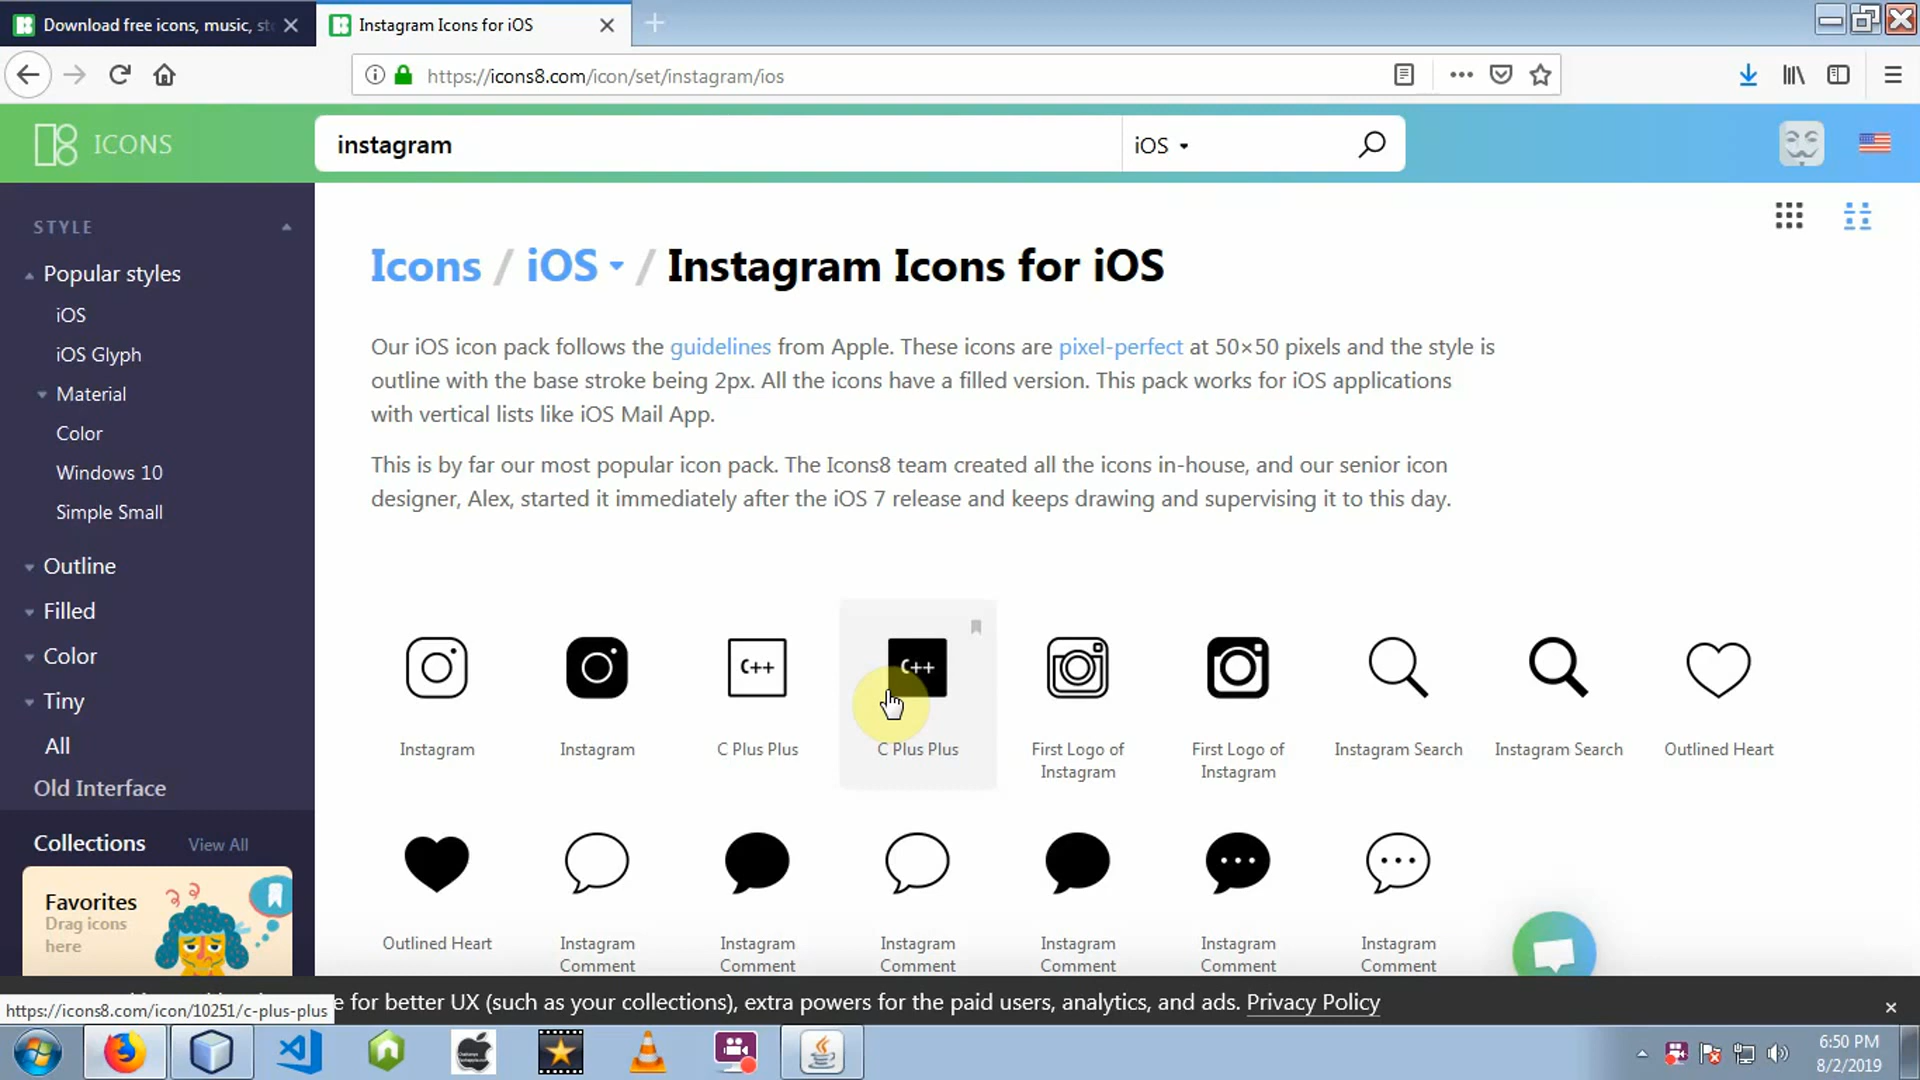 Download free icons, music, sto
Instagram Icons for iOS
https://icons8.com/icon/set/instagram/ios
ICONS
instagram
iOS
STYLE
Popular styles
iOS
iOS Glyph
Material
Color
Windows 10
Simple Small
Outline
Filled
Color
Tiny
All
Old Interface
Collections
View All
Favorites
Drag icons
here
Icons / iOS / Instagram Icons for iOS
Our iOS icon pack follows the guidelines from Apple. These icons are pixel-perfect at 50×50 pixels and the style is
outline with the base stroke being 2px. All the icons have a filled version. This pack works for iOS applications
with vertical lists like iOS Mail App.
This is by far our most popular icon pack. The Icons8 team created all the icons in-house, and our senior icon
designer, Alex, started it immediately after the iOS 7 release and keeps drawing and supervising it to this day.
C++
C++
Instagram
Instagram
C Plus Plus
C Plus Plus
First Logo of
Instagram
First Logo of
Instagram
Instagram Search
Instagram Search
Outlined Heart
Outlined Heart
Instagram
Comment
Instagram
Comment
Instagram
Comment
Instagram
Comment
Instagram
Comment
Instagram
Comment
e for better UX (such as your collections), extra powers for the paid users, analytics, and ads. Privacy Policy
https://icons8.com/icon/10251/c-plus-plus
6:50 PM
8/2/2019